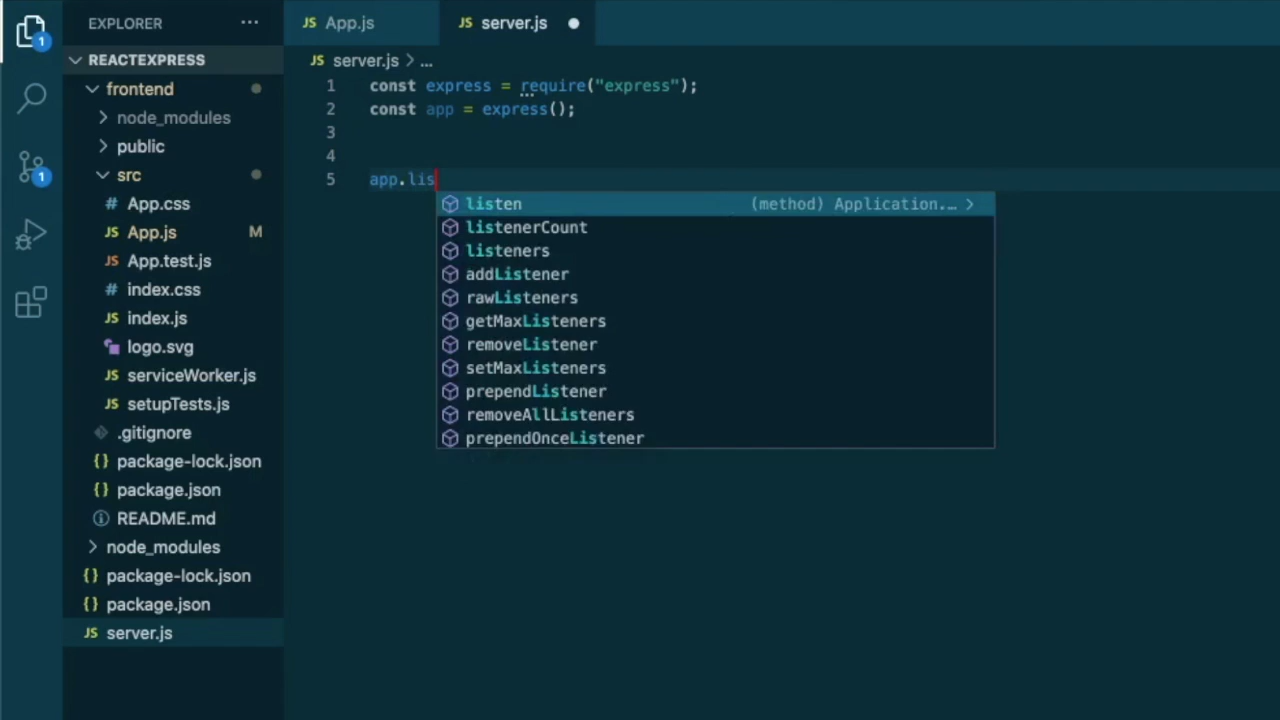 EXPLORER ...
REACTEXPRESS
frontend
node_modules
public
src
# App.css
JS App.js M
JS App.test.js
# index.css
JS index.js
logo.svg
JS serviceWorker.js
JS setupTests.js
.gitignore
{} package-lock.json
{} package.json
README.md
node_modules
{} package-lock.json
{} package.json
JS server.js
1
1
JS App.js
JS server.js
JS server.js > ...
1 const express = require("express");
2 const app = express();
3
4
5 app.lis
listen (method) Application.… >
listenerCount
listeners
addListener
rawListeners
getMaxListeners
removeListener
setMaxListeners
prependListener
removeAllListeners
prependOnceListener